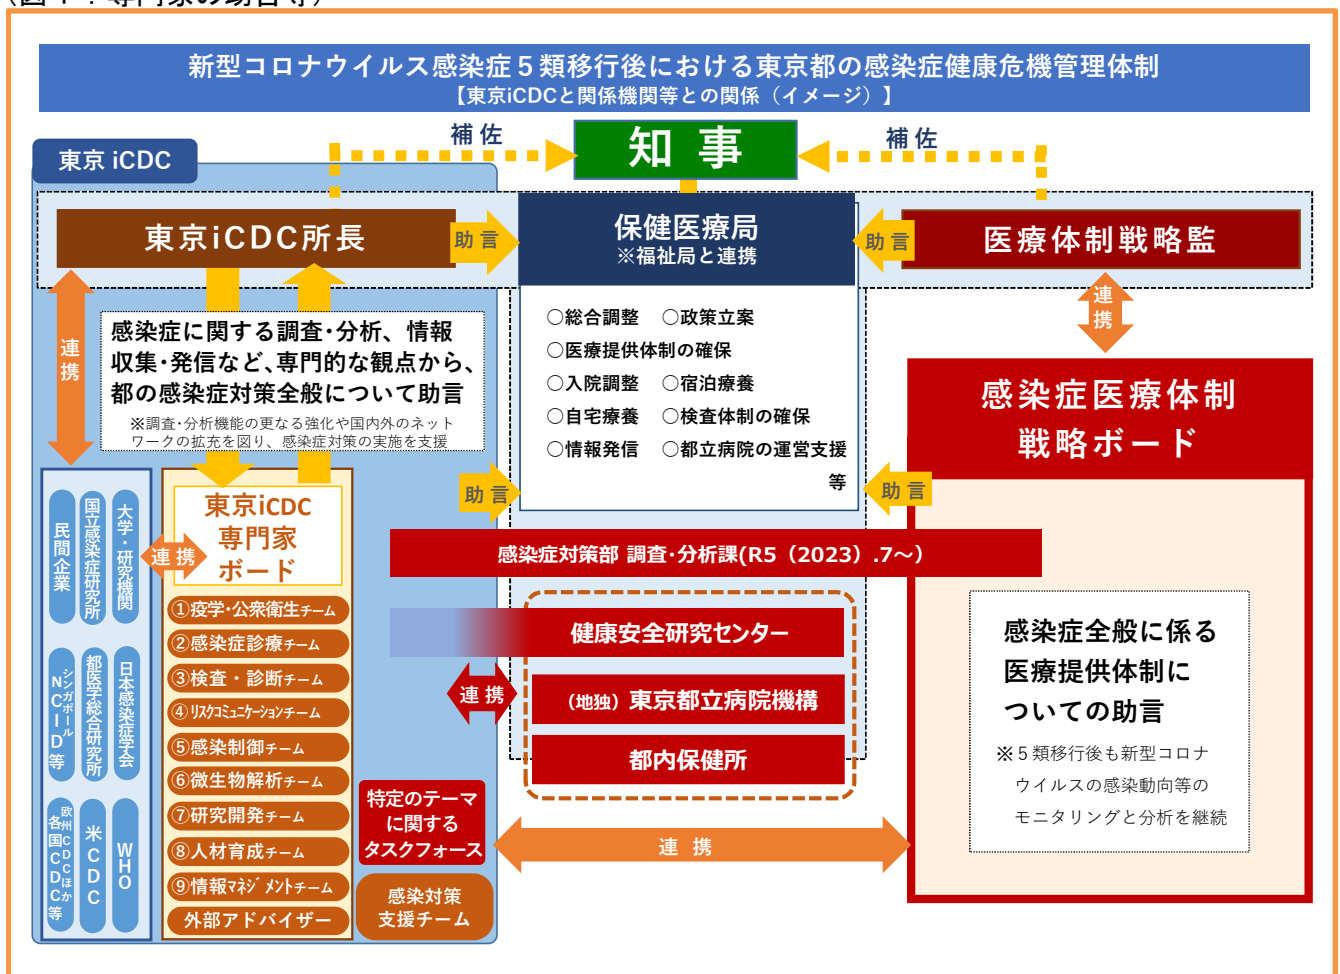 （図１：専門家の助言等）
新型コロナウイルス感染症５類移行後における東京都の感染症健康危機管理体制
【東京iCDCと関係機関等との関係（イメージ）】
補 佐
知 事
補 佐
東京 iCDC
東京iCDC所長
助 言
保健医療局
※福祉局と連携
助 言
医療体制戦略監
連携
感染症に関する調査･分析、情報
収集･発信など、専門的な観点から、
都の感染症対策全般について助言
※調査･分析機能の更なる強化や国内外のネット
ワークの拡充を図り、感染症対策の実施を支援
○総合調整　○政策立案
○医療提供体制の確保
○入院調整　○宿泊療養
○自宅療養　○検査体制の確保
○情報発信　○都立病院の運営支援
等
連携
感染症医療体制
戦略ボード
助 言
助 言
民間企業
国立感染症研究所
大学・研究機関
連 携
東京iCDC
専門家
ボード
感染症対策部 調査･分析課(R5（2023）.7～）
①疫学･公衆衛生チーム
②感染症診療チーム
③検査・診断チーム
④リスクコミュニケーションチーム
⑤感染制御チーム
⑥微生物解析チーム
⑦研究開発チーム
⑧人材育成チーム
⑨情報マネジメントチーム
外部アドバイザー
シンガポール
NCID等
都医学総合研究所
日本感染症学会
欧州CDCほか
各国CDC等
米CDC
WHO
健康安全研究センター
連 携
（地独）東京都立病院機構
都内保健所
特定のテーマ
に関する
タスクフォース
連 携
感染対策
支援チーム
感染症全般に係る
医療提供体制に
ついての助言
※５類移行後も新型コロナ
ウイルスの感染動向等の
モニタリングと分析を継続